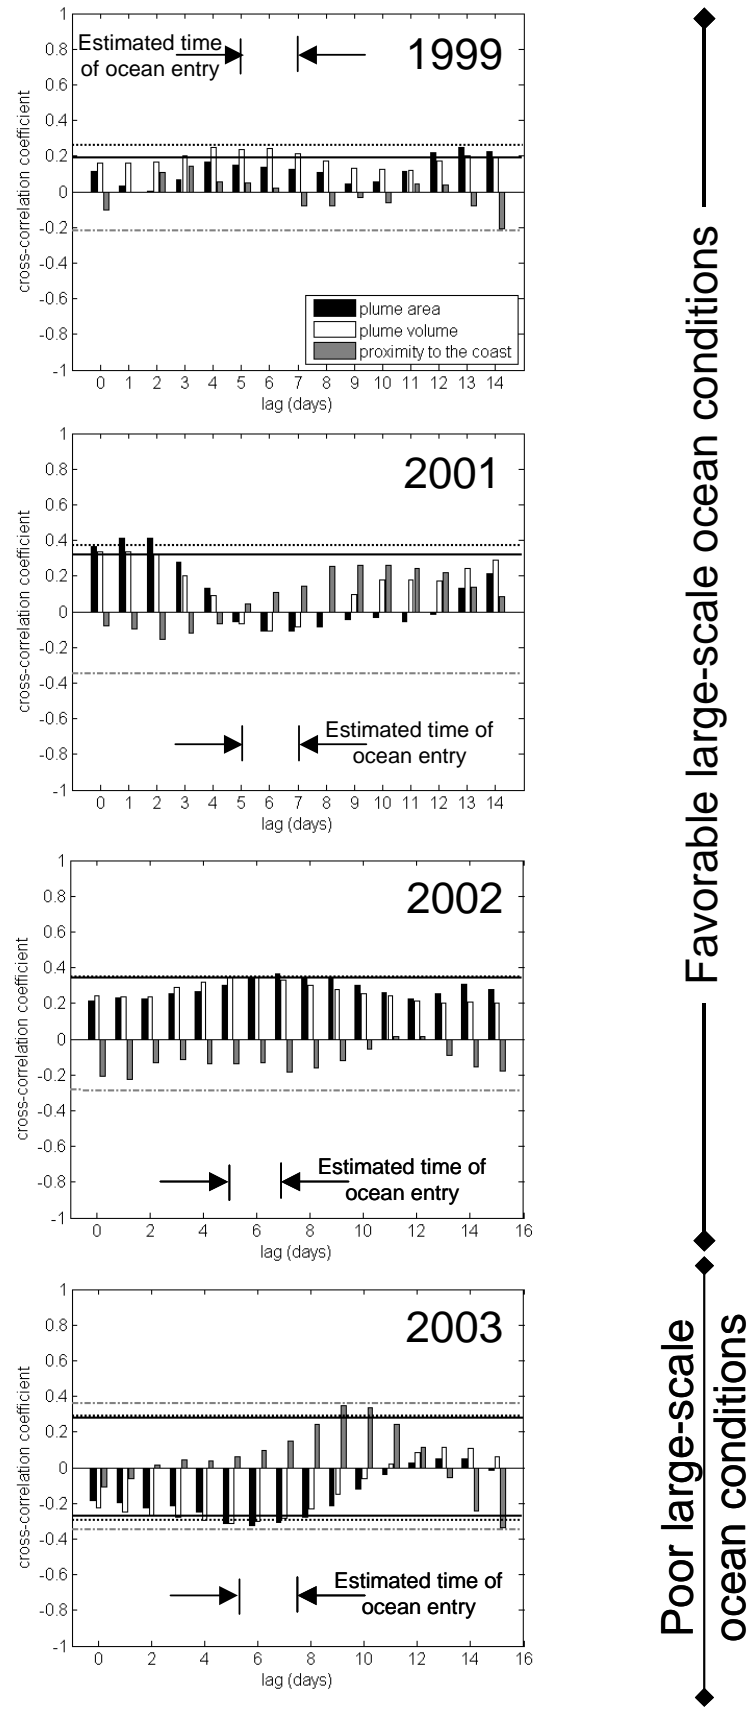 1999
Estimated time
of ocean entry
cross-correlation coefficient
1
0.8
0.6
0.4
0.2
0
-0.2
-0.4
-0.6
-0.8
-1
plume area
plume volume
proximity to the coast
0 1 2 3 4 5 6 7 8 9 10 11 12 13 14
lag (days)
2001
cross-correlation coefficient
1
0.8
0.6
0.4
0.2
0
-0.2
-0.4
-0.6
-0.8
-1
Estimated time of
ocean entry
0 1 2 3 4 5 6 7 8 9 10 11 12 13 14
lag (days)
2002
cross-correlation coefficient
1
0.8
0.6
0.4
0.2
0
-0.2
-0.4
-0.6
-0.8
-1
Estimated time of
ocean entry
0 2 4 6 8 10 12 14 16
lag (days)
2003
cross-correlation coefficient
1
0.8
0.6
0.4
0.2
0
-0.2
-0.4
-0.6
-0.8
-1
Estimated time of
ocean entry
0 2 4 6 8 10 12 14 16
lag (days)
Favorable large-scale ocean conditions
Poor large-scale
ocean conditions